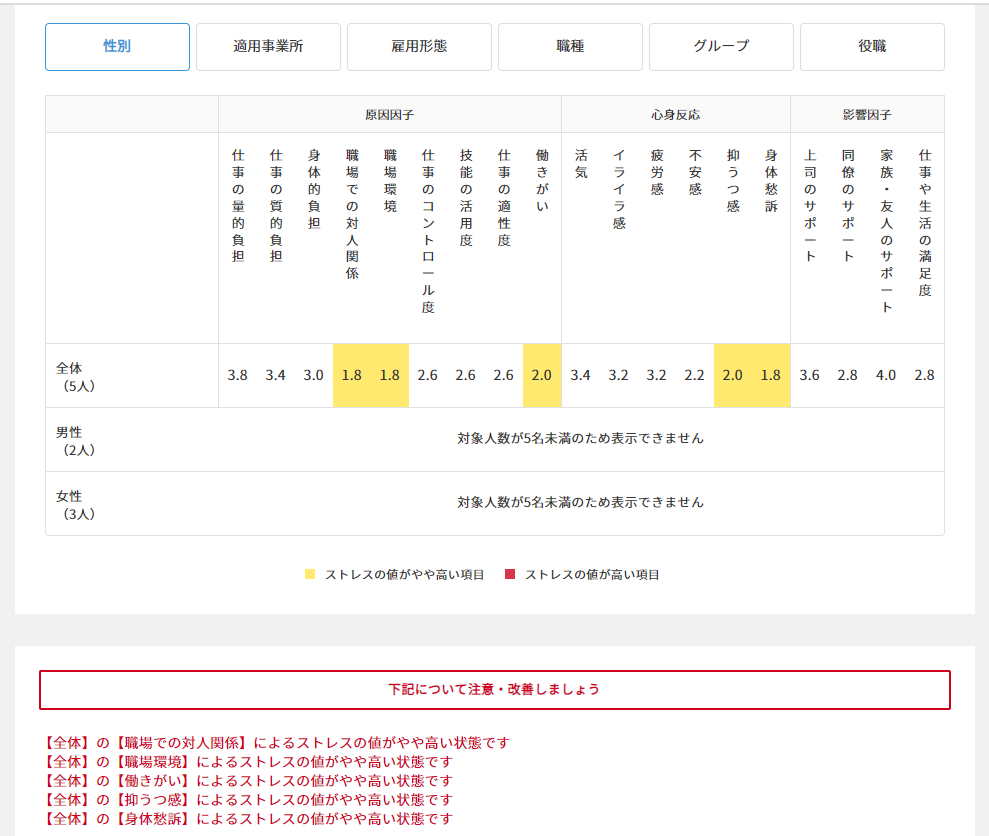 性別 適用事業所 雇用形態 職種 グループ 役職
原因因子 心身反応 影響因子
仕事の量的負担
仕事の質的負担
身体的負担
職場での対人関係
職場環境
仕事のコントロール度
技能の活用度
仕事の適性度
働きがい
活気
イライラ感
疲労感
不安感
抑うつ感
身体愁訴
上司のサポート
同僚のサポート
家族・友人のサポート
仕事や生活の満足度
全体
（5人）
3.8 3.4 3.0 1.8 1.8 2.6 2.6 2.6 2.0 3.4 3.2 3.2 2.2 2.0 1.8 3.6 2.8 4.0 2.8
男性
（2人）
対象人数が5名未満のため表示できません
女性
（3人）
対象人数が5名未満のため表示できません
ストレスの値がやや高い項目 ストレスの値が高い項目
下記について注意・改善しましょう
【全体】の【職場での対人関係】によるストレスの値がやや高い状態です
【全体】の【職場環境】によるストレスの値がやや高い状態です
【全体】の【働きがい】によるストレスの値がやや高い状態です
【全体】の【抑うつ感】によるストレスの値がやや高い状態です
【全体】の【身体愁訴】によるストレスの値がやや高い状態です